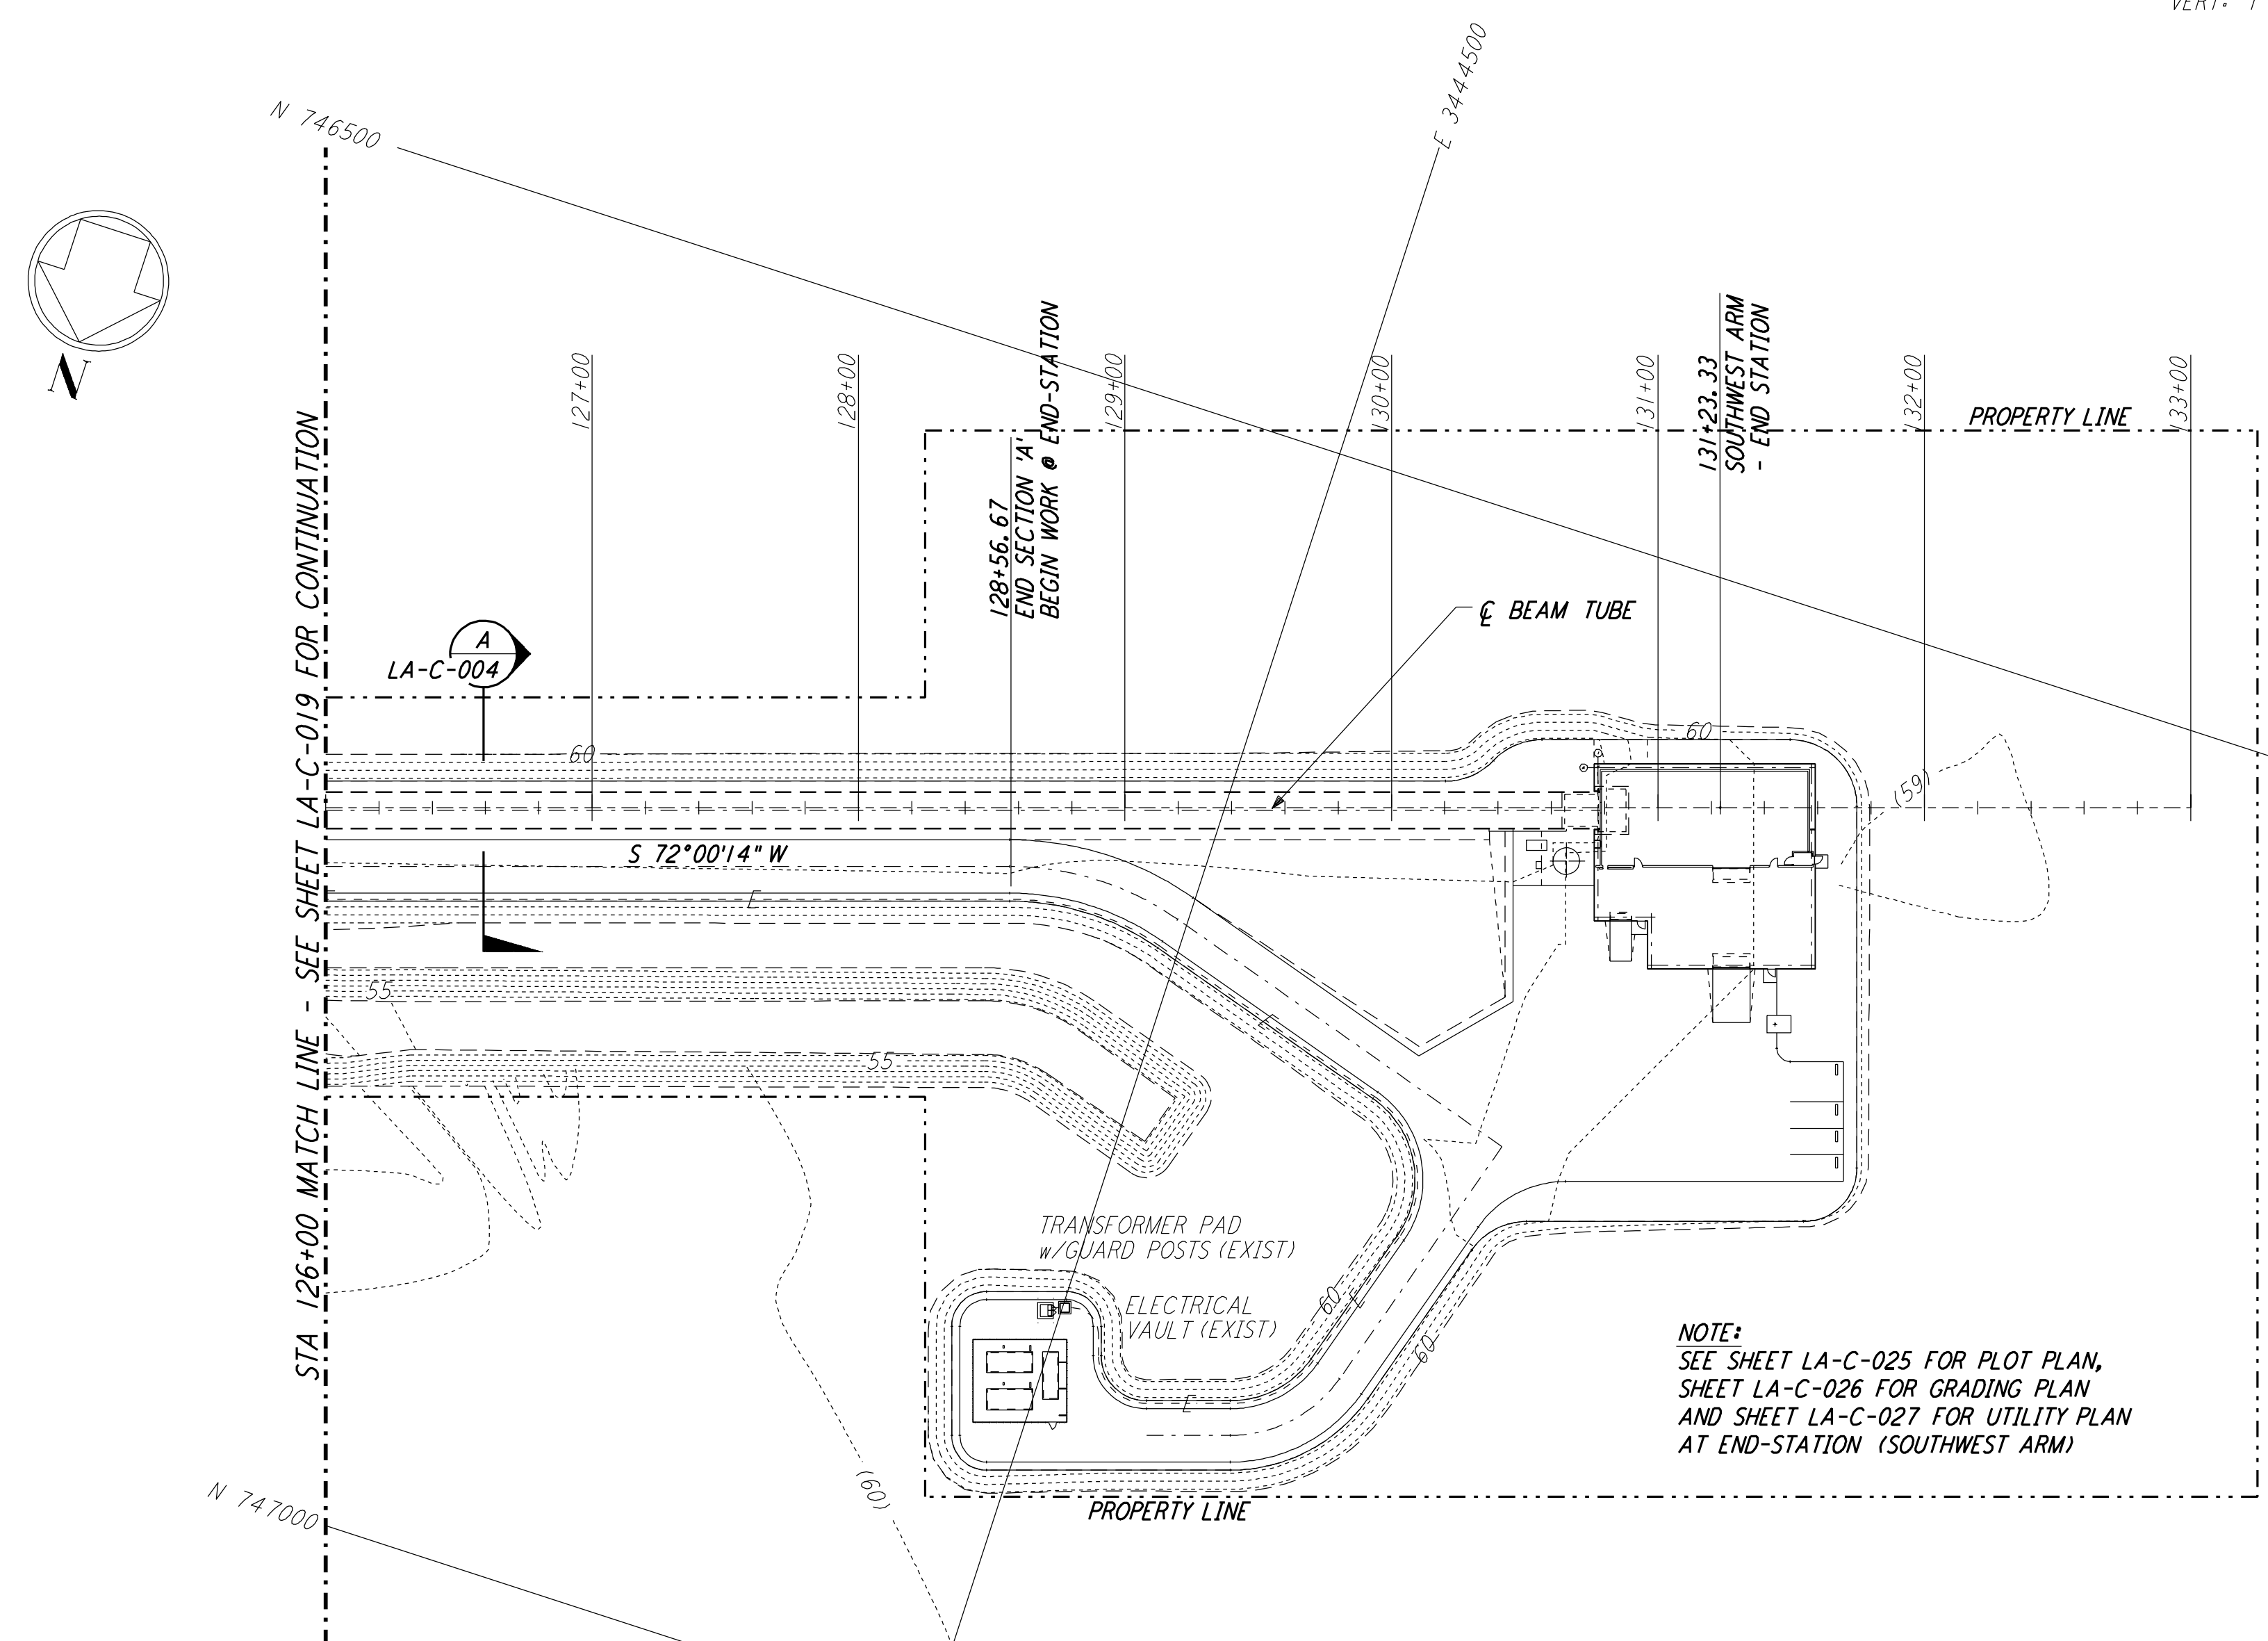 VERT: 1
N 746500
E 3444500
N
127+00
128+00
128+56.67
END SECTION 'A'
BEGIN WORK @ END-STATION
129+00
130+00
131+00
131+23.33
SOUTHWEST ARM
- END STATION
132+00
133+00
PROPERTY LINE
STA 126+00 MATCH LINE - SEE SHEET LA-C-019 FOR CONTINUATION
A
LA-C-004
℄ BEAM TUBE
60
60
(59)
S 72°00'14" W
55
55
TRANSFORMER PAD
w/GUARD POSTS (EXIST)
ELECTRICAL
VAULT (EXIST)
60
60
(60)
NOTE:
SEE SHEET LA-C-025 FOR PLOT PLAN,
SHEET LA-C-026 FOR GRADING PLAN
AND SHEET LA-C-027 FOR UTILITY PLAN
AT END-STATION (SOUTHWEST ARM)
N 747000
PROPERTY LINE